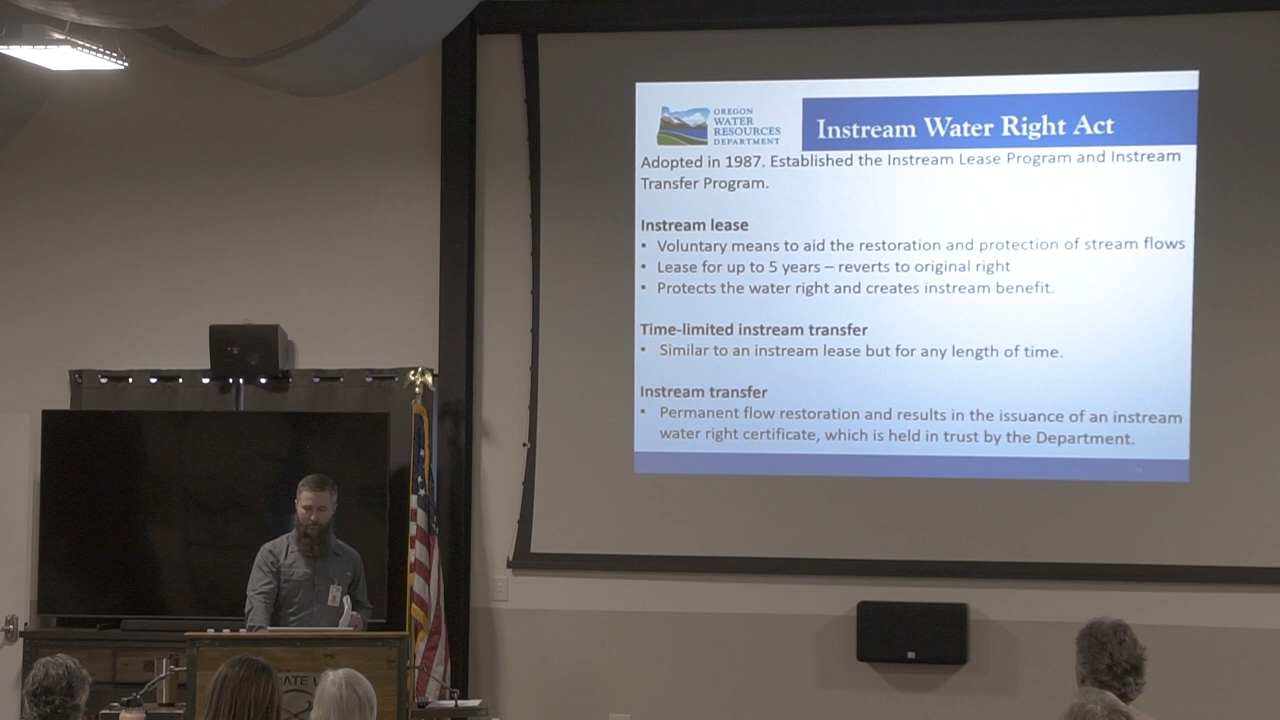 OREGON
WATER
RESOURCES
DEPARTMENT
Instream Water Right Act
Adopted in 1987. Established the Instream Lease Program and Instream
Transfer Program.
Instream lease
• Voluntary means to aid the restoration and protection of stream flows
• Lease for up to 5 years – reverts to original right
• Protects the water right and creates instream benefit.
Time-limited instream transfer
• Similar to an instream lease but for any length of time.
Instream transfer
• Permanent flow restoration and results in the issuance of an instream
water right certificate, which is held in trust by the Department.